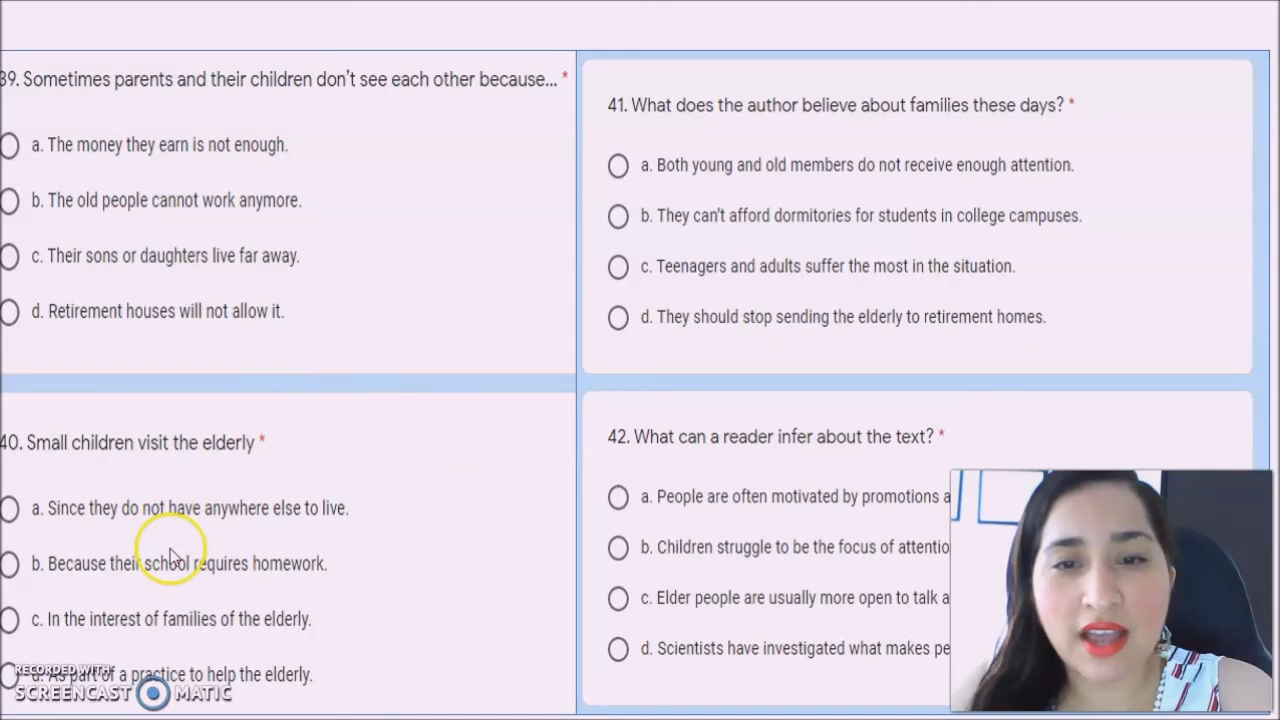 39. Sometimes parents and their children don't see each other because... *
a. The money they earn is not enough.
b. The old people cannot work anymore.
c. Their sons or daughters live far away.
d. Retirement houses will not allow it.
40. Small children visit the elderly *
a. Since they do not have anywhere else to live.
b. Because their school requires homework.
c. In the interest of families of the elderly.
d. As part of a practice to help the elderly.
RECORDED WITH
SCREENCAST MATIC
41. What does the author believe about families these days? *
a. Both young and old members do not receive enough attention.
b. They can't afford dormitories for students in college campuses.
c. Teenagers and adults suffer the most in the situation.
d. They should stop sending the elderly to retirement homes.
42. What can a reader infer about the text? *
a. People are often motivated by promotions a
b. Children struggle to be the focus of attentio
c. Elder people are usually more open to talk a
d. Scientists have investigated what makes pe